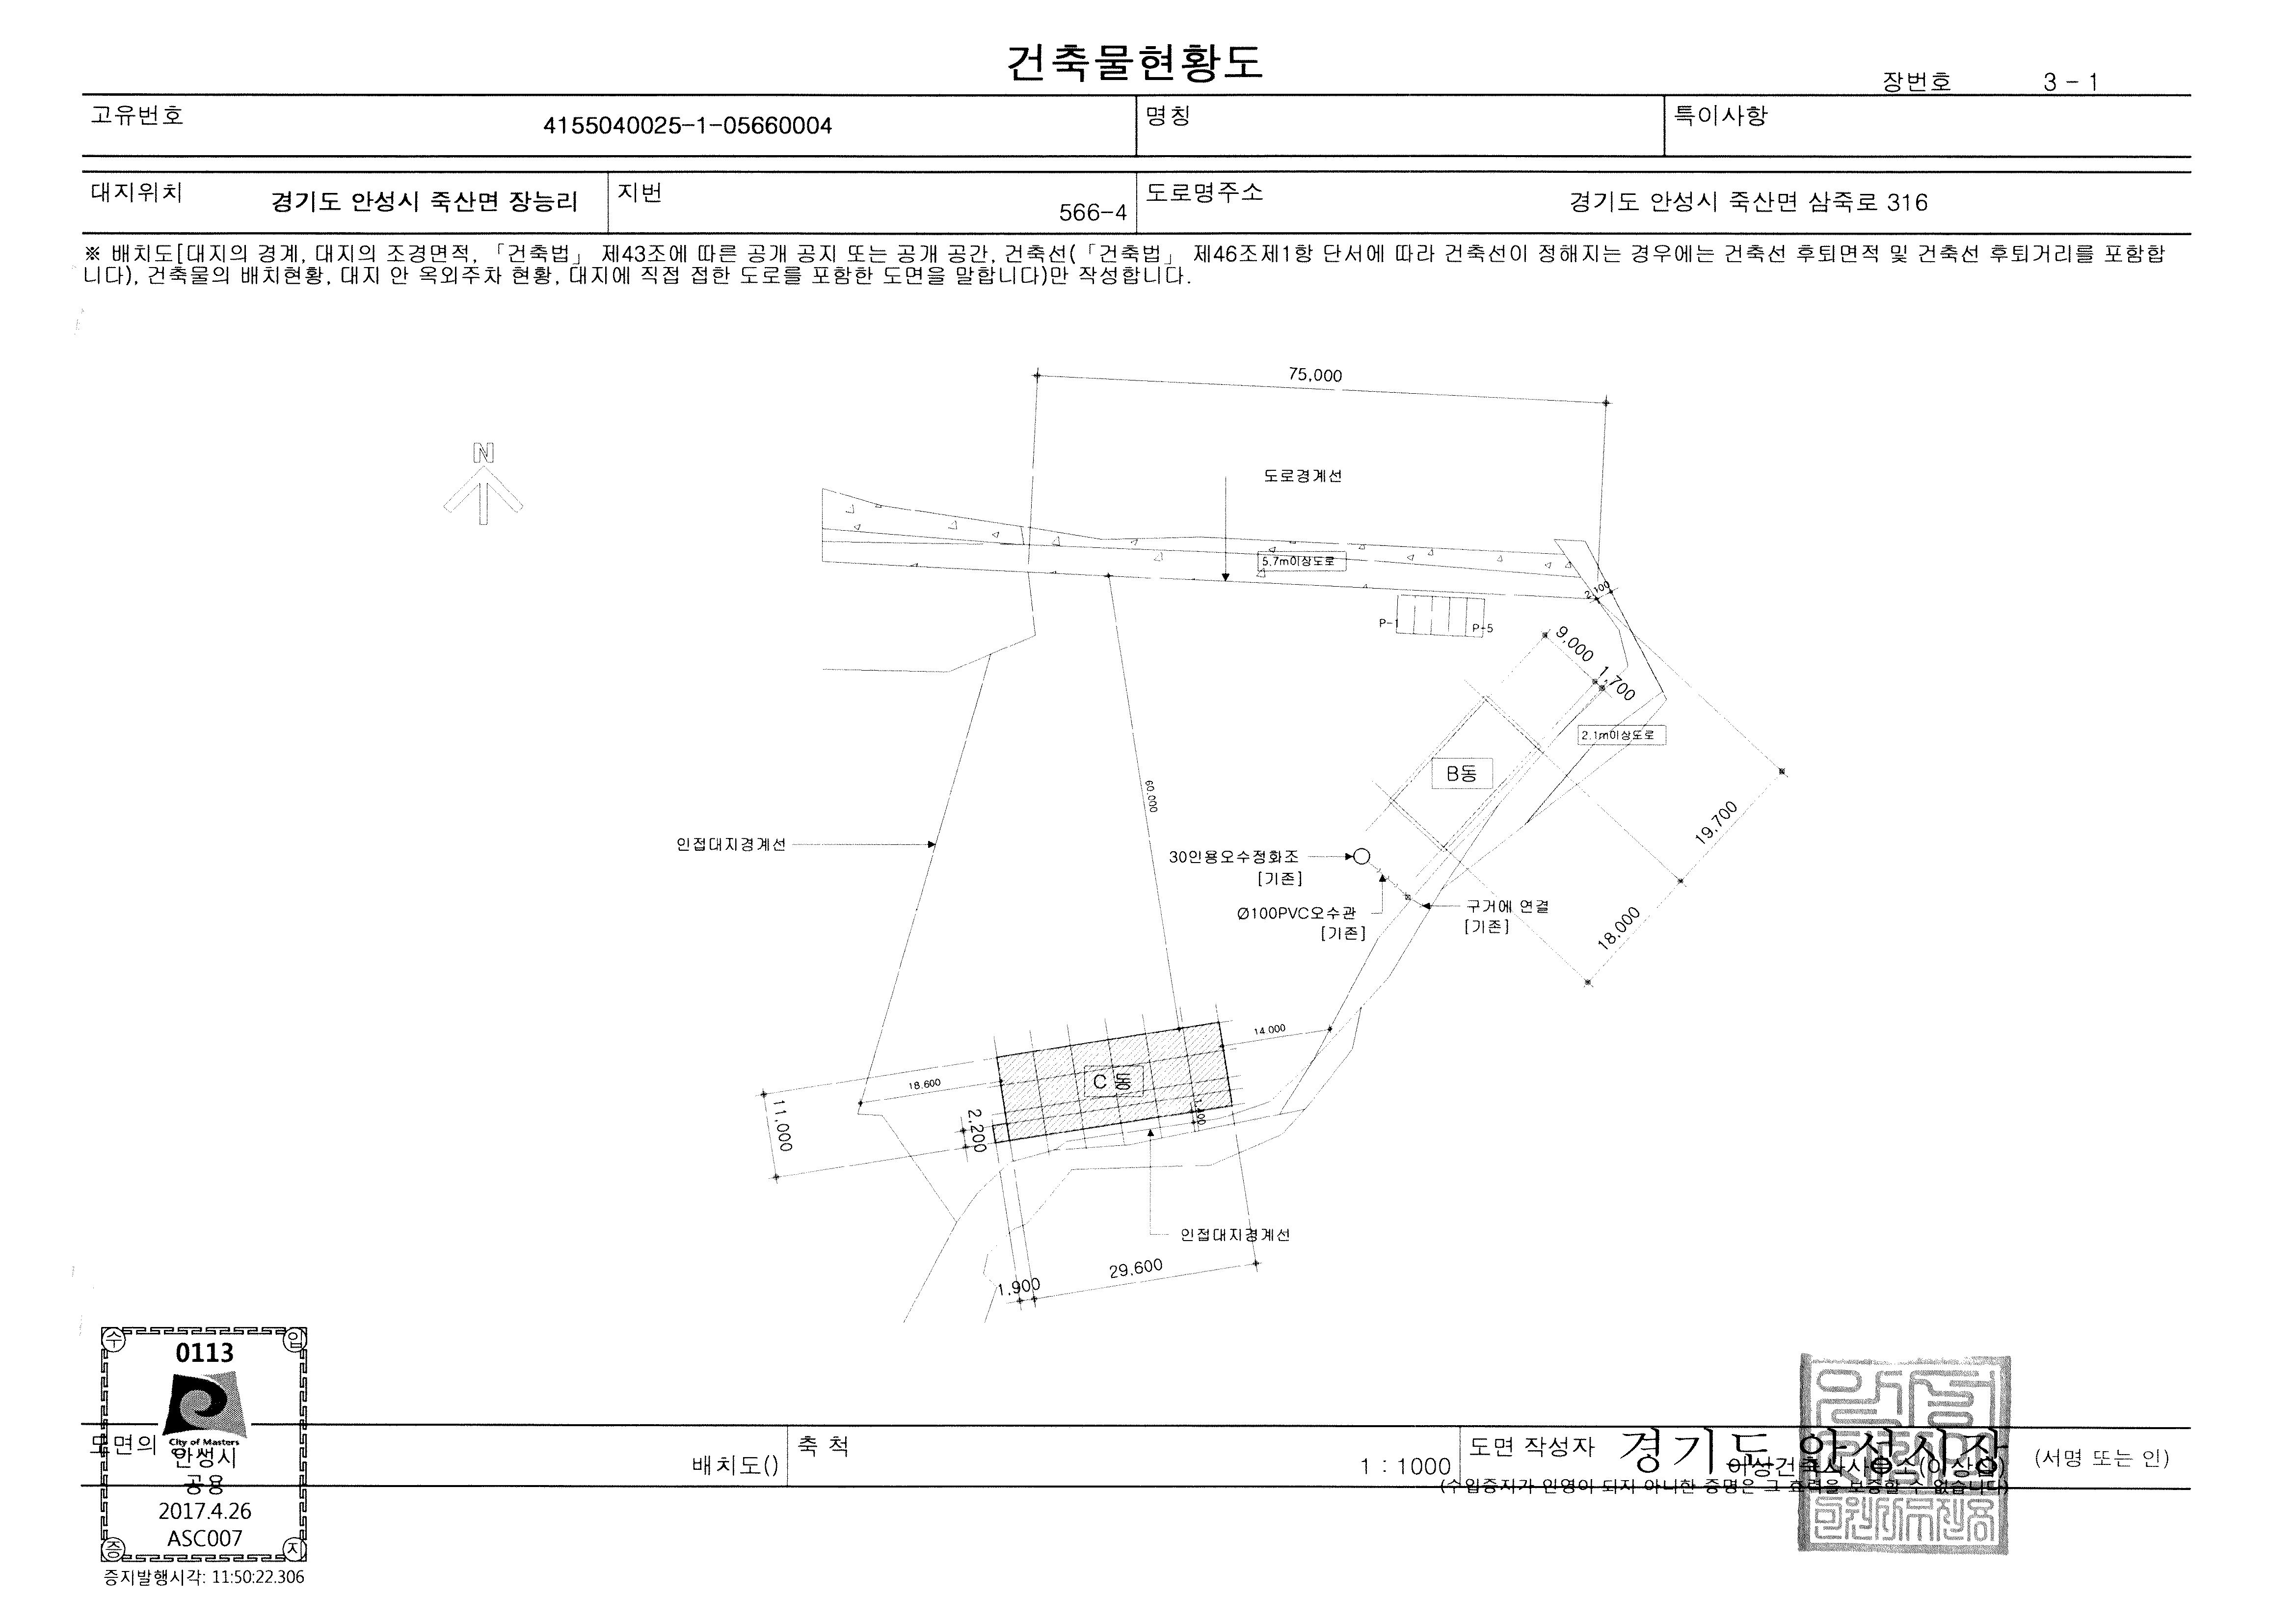 건축물현황도
장번호 3 - 1
고유번호 4155040025-1-05660004 명칭 특이사항
대지위치 경기도 안성시 죽산면 장능리 지번 566-4 도로명주소 경기도 안성시 죽산면 삼죽로 316
※ 배치도[대지의 경계, 대지의 조경면적, 「건축법」 제43조에 따른 공개 공지 또는 공개 공간, 건축선(「건축법」 제46조제1항 단서에 따라 건축선이 정해지는 경우에는 건축선 후퇴면적 및 건축선 후퇴거리를 포함합
니다), 건축물의 배치현황, 대지 안 옥외주차 현황, 대지에 직접 접한 도로를 포함한 도면을 말합니다)만 작성합니다.
75,000
N
도로경계선
5.7m이상도로
2,100
P-1 P-5
9,000
1,700
2.1m이상도로
B동
60,000
19,700
인접대지경계선
30인용오수정화조
[기존]
Ø100PVC오수관
[기존]
구거에 연결
[기존]
18,000
14,000
C 동
18,600
11,000
2,200
인접대지경계선
29,600
1,900
수 입
0113
City of Masters
안성시
공용
2017.4.26
ASC007
증 지
증지발행시각: 11:50:22.306
도면의 배치도() 축 척 1 : 1000 도면 작성자 경기도 안성시장 (서명 또는 인)
(수입증지가 인영이 되지 아니한 증명은 그 효력을 보증할 수 없습니다)